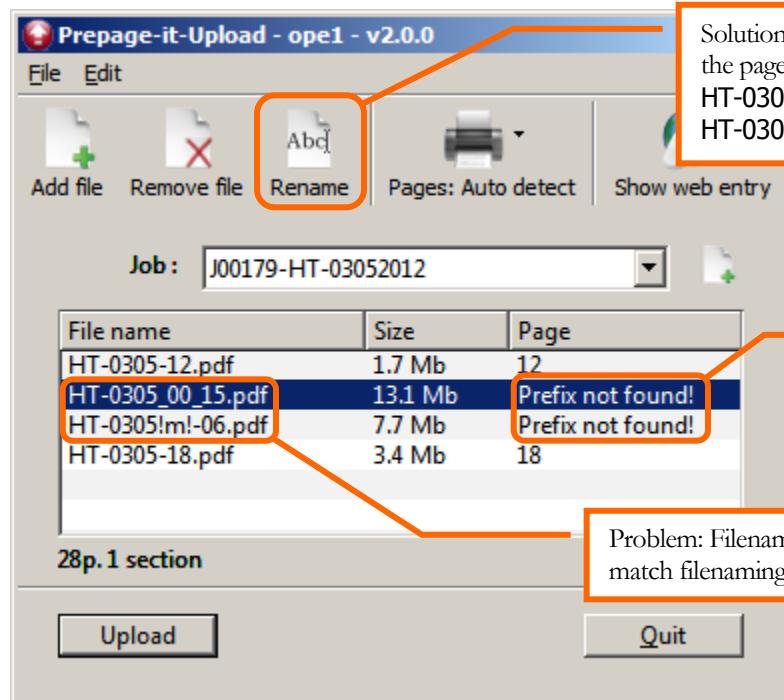 Prepage-it-Upload - ope1 - v2.0.0
Solution
the page
HT-030
HT-030
File Edit
Abc
Add file Remove file Rename Pages: Auto detect Show web entry
Job : J00179-HT-03052012
File name Size Page
HT-0305-12.pdf 1.7 Mb 12
HT-0305_00_15.pdf 13.1 Mb Prefix not found!
HT-0305!m!-06.pdf 7.7 Mb Prefix not found!
HT-0305-18.pdf 3.4 Mb 18
Problem: Filenam
match filenaming
28p. 1 section
Upload Quit